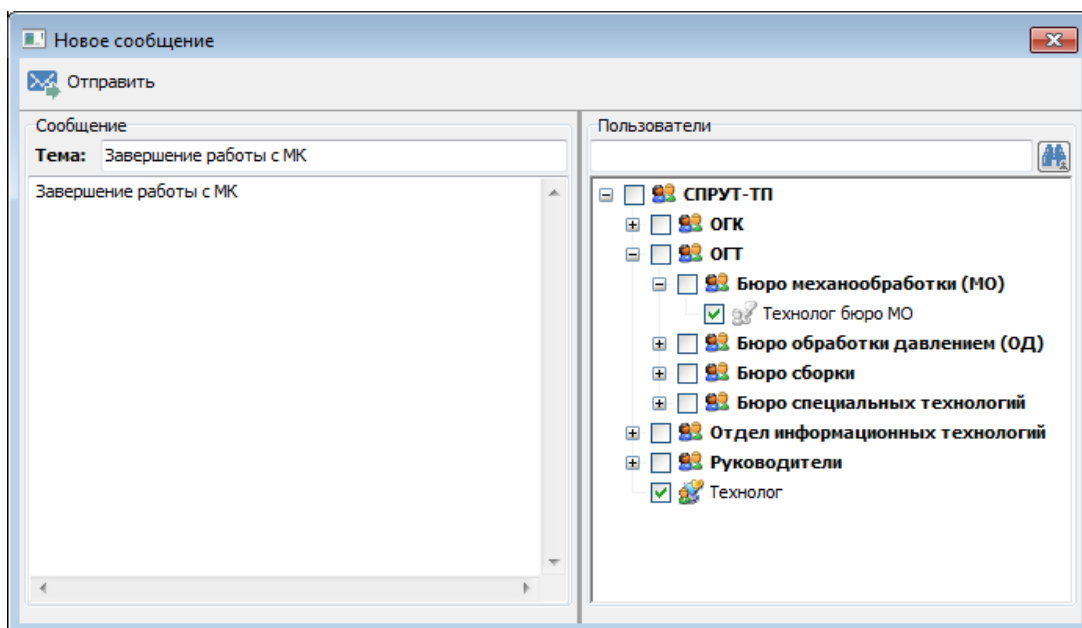 Новое сообщение
Отправить
Сообщение
Тема: Завершение работы с МК
Завершение работы с МК
Пользователи
СПРУТ-ТП
ОГК
ОГТ
Бюро механообработки (МО)
Технолог бюро МО
Бюро обработки давлением (ОД)
Бюро сборки
Бюро специальных технологий
Отдел информационных технологий
Руководители
Технолог